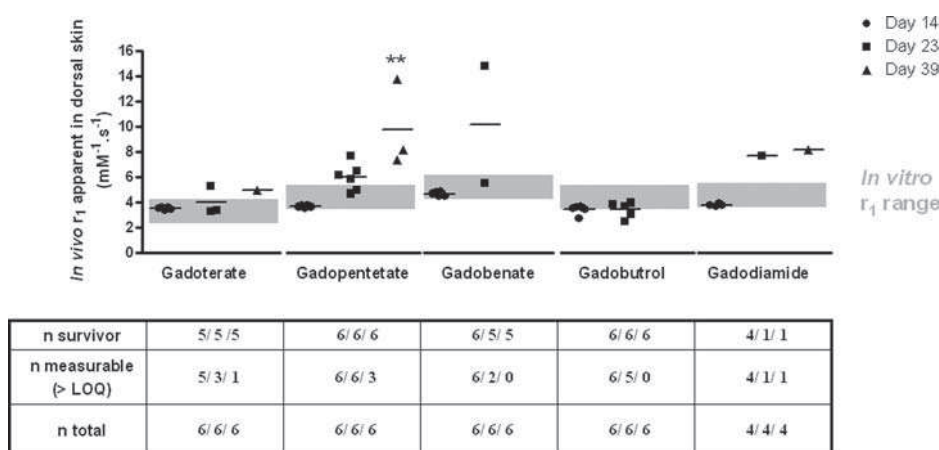 In vivo r1 apparent in dorsal skin
(mM-1.s-1)
16
14
12
10
8
6
4
2
0
**
Gadoterate Gadopentetate Gadobenate Gadobutrol Gadodiamide
Day 14
Day 23
Day 39
In vitro
r1 range
n survivor 5/ 5 /5 6/ 6/ 6 6/ 5/ 5 6/ 6/ 6 4/ 1/ 1
n measurable
(> LOQ) 5/ 3/ 1 6/ 6/ 3 6/ 2/ 0 6/ 5/ 0 4/ 1/ 1
n total 6/ 6/ 6 6/ 6/ 6 6/ 6/ 6 6/ 6/ 6 4/ 4/ 4